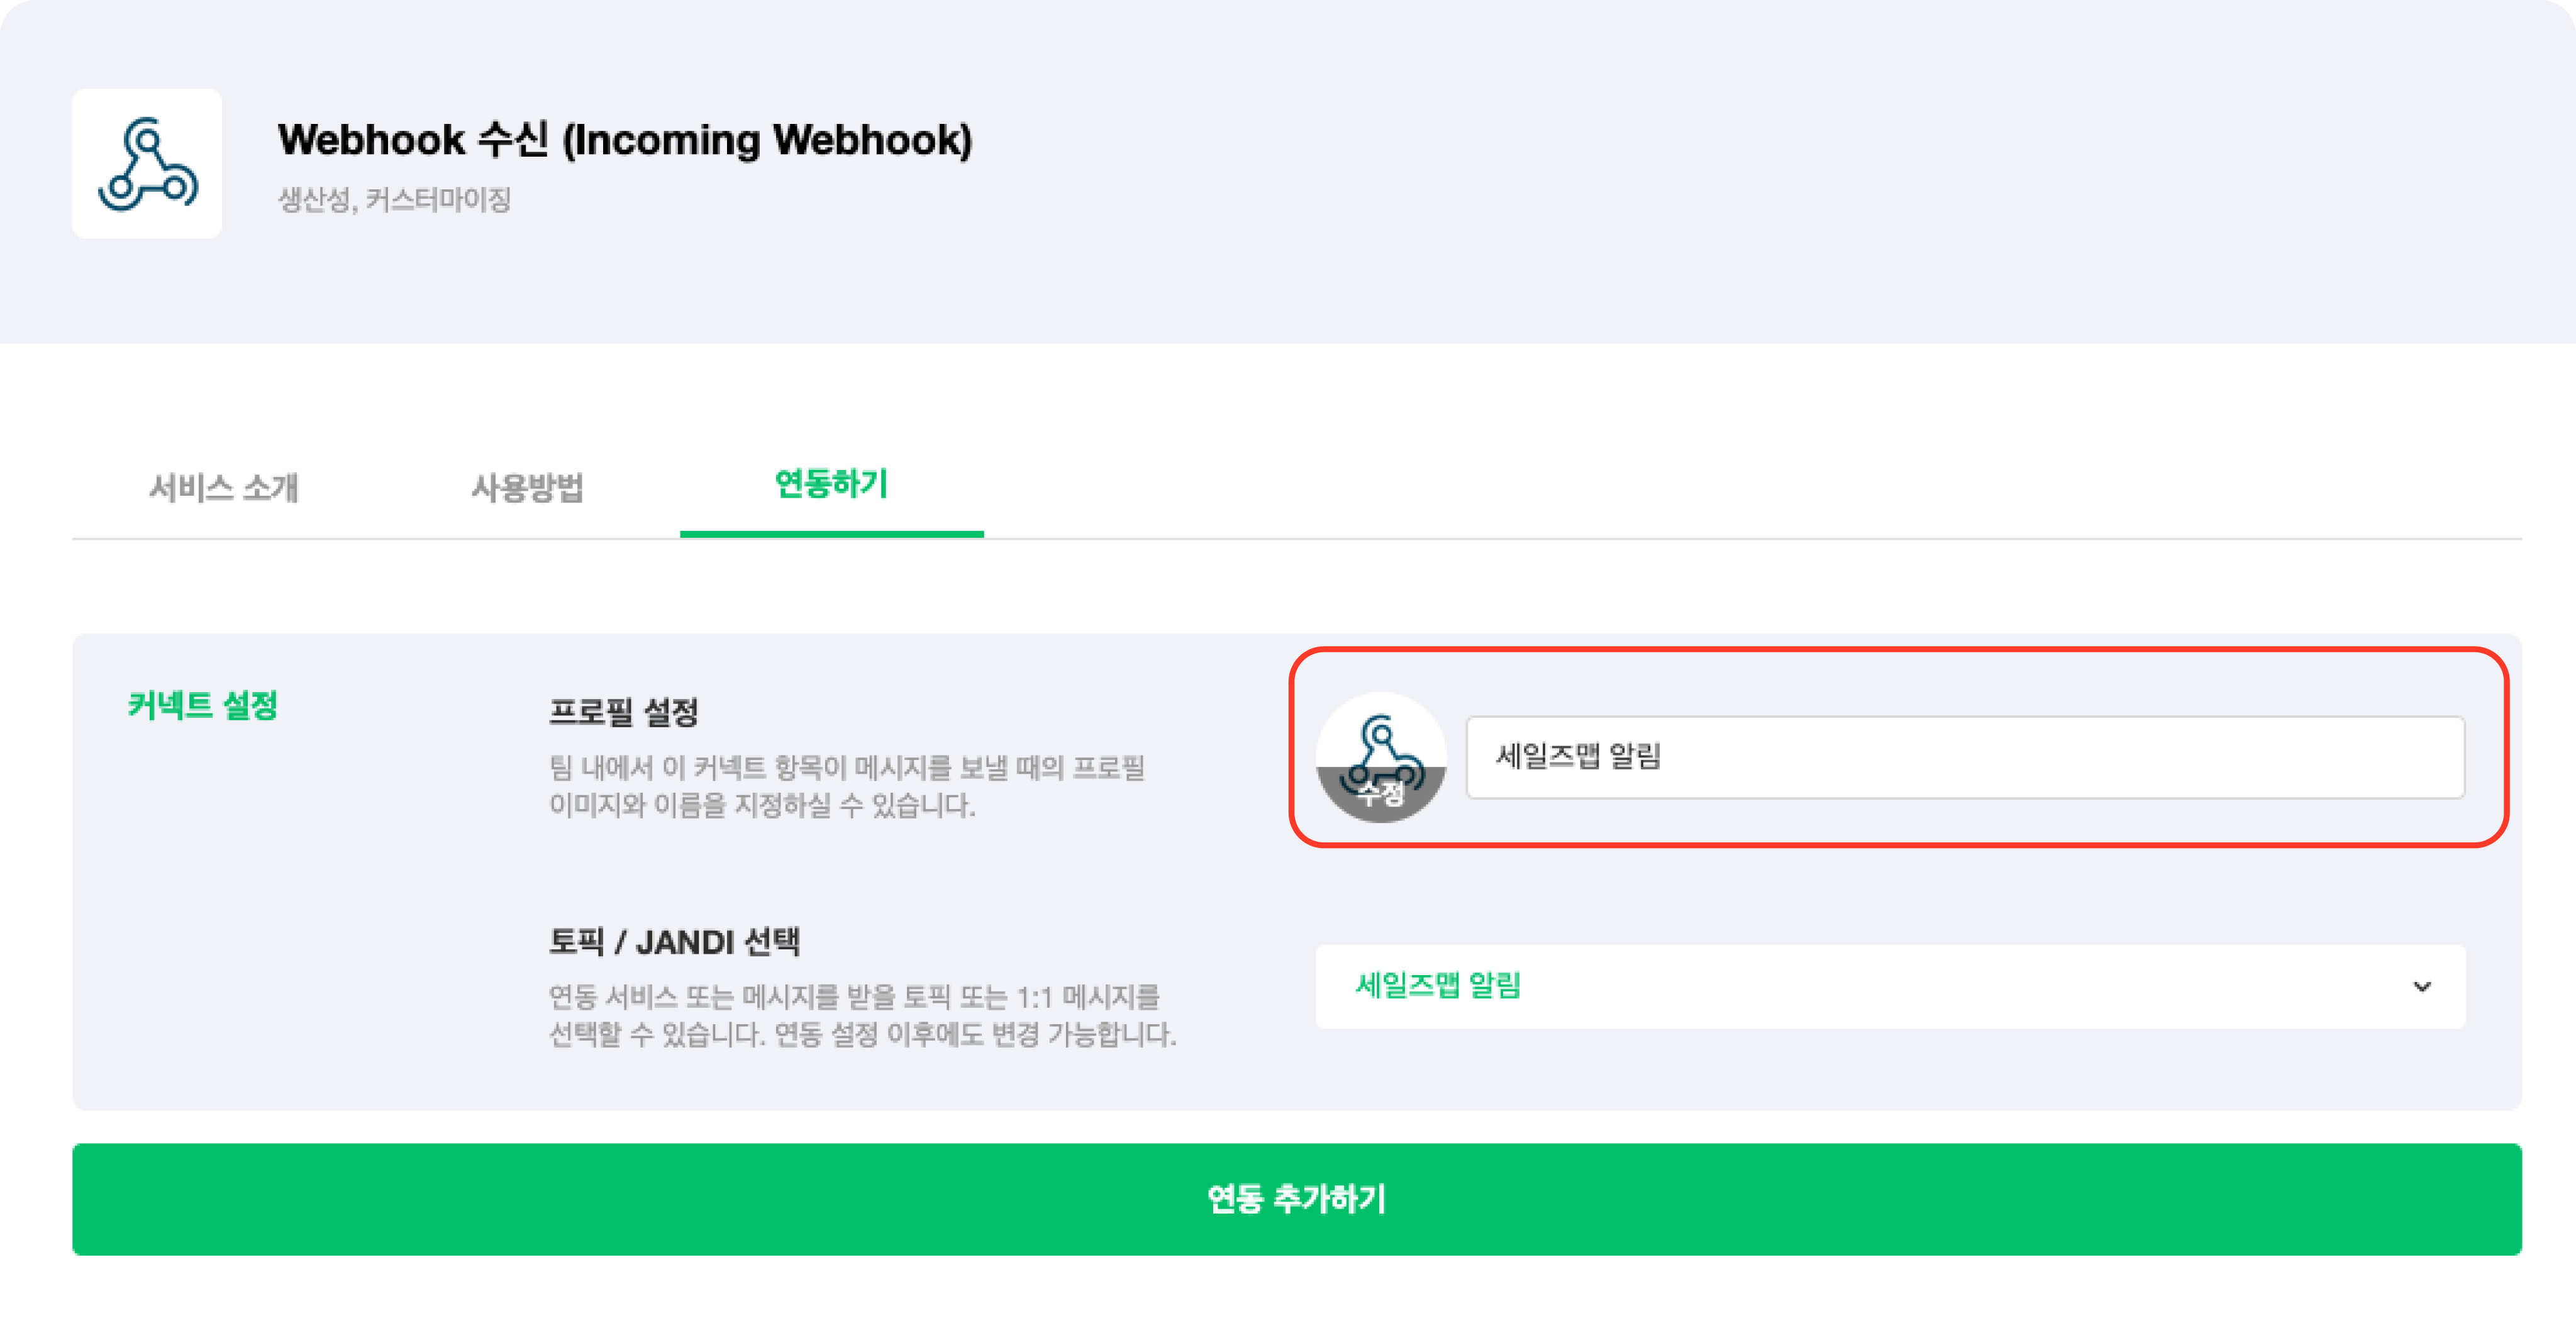 Webhook 수신 (Incoming Webhook)
생산성, 커스터마이징
서비스 소개
사용방법
연동하기
커넥트 설정
프로필 설정
팀 내에서 이 커넥트 항목이 메시지를 보낼 때의 프로필
이미지와 이름을 지정하실 수 있습니다.
수정
세일즈맵 알림
토픽 / JANDI 선택
연동 서비스 또는 메시지를 받을 토픽 또는 1:1 메시지를
선택할 수 있습니다. 연동 설정 이후에도 변경 가능합니다.
세일즈맵 알림
연동 추가하기